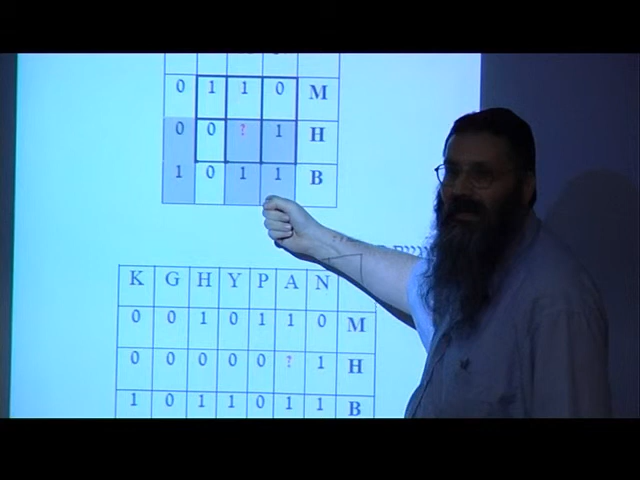 0 1 1 0 M
0 0 ? 1 H
1 0 1 1 B
K G H Y P A N
0 0 1 0 1 1 0 M
0 0 0 0 0 ? 1 H
1 0 1 1 0 1 1 B